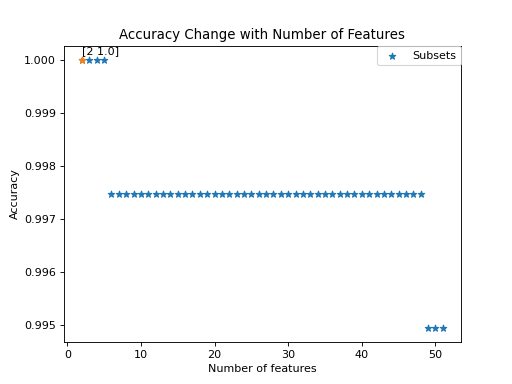 Accuracy Change with Number of Features
[2 1.0]
Subsets
1.000
0.999
0.998
0.997
0.996
0.995
Accuracy
0 10 20 30 40 50
Number of features